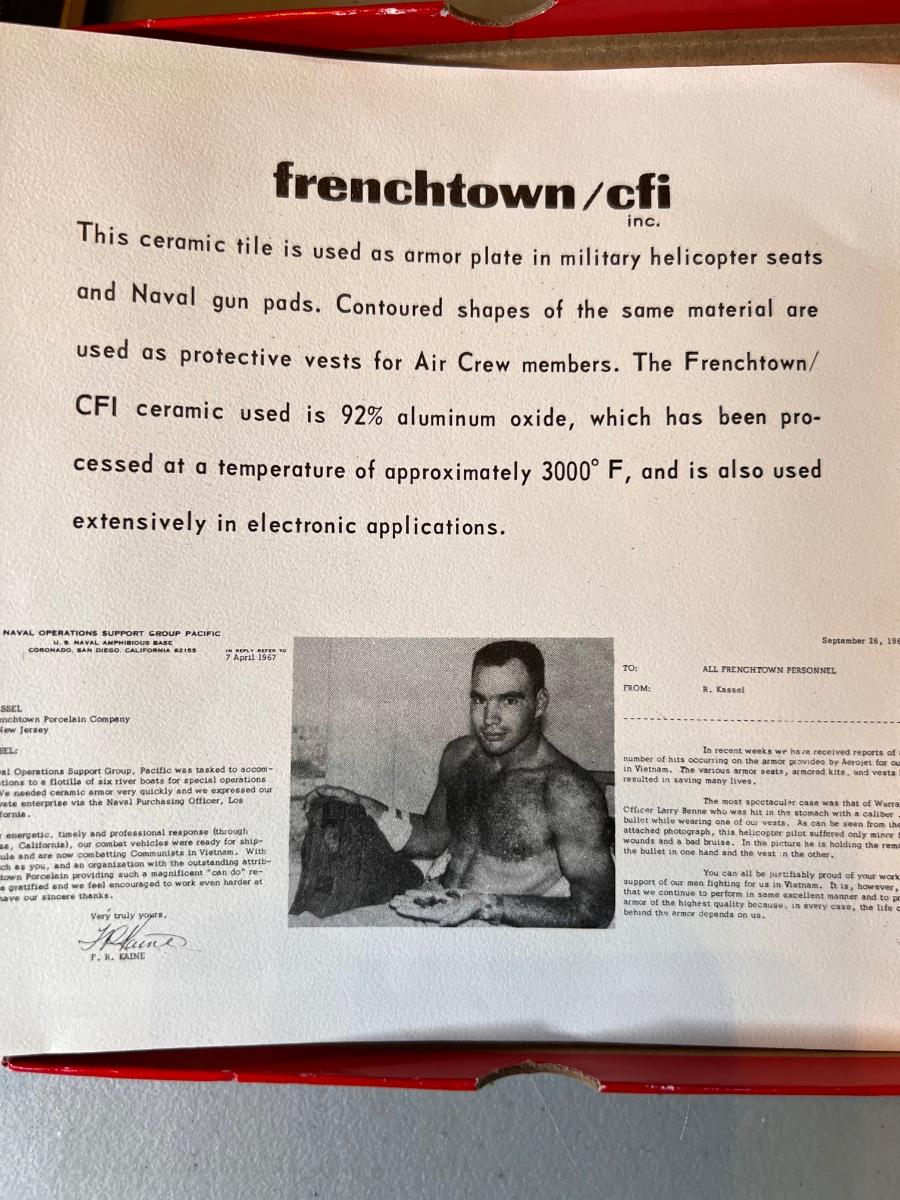 frenchtown/cfi
inc.
This ceramic tile is used as armor plate in military helicopter seats
and Naval gun pads. Contoured shapes of the same material are
used as protective vests for Air Crew members. The Frenchtown/
CFI ceramic used is 92% aluminum oxide, which has been pro-
cessed at a temperature of approximately 3000° F, and is also used
extensively in electronic applications.
NAVAL OPERATIONS SUPPORT GROUP PACIFIC
U. S. NAVAL AMPHIBIOUS BASE
CORONADO, SAN DIEGO, CALIFORNIA 92155
IN REPLY REFER TO
7 April 1967
SSEL
nchtown Porcelain Company
New Jersey
SEL:
al Operations Support Group, Pacific was tasked to accom-
tions to a flotilla of six river boats for special operations
We needed ceramic armor very quickly and we expressed our
vate enterprise via the Naval Purchasing Officer, Los
fornia.
r energetic, timely and professional response (through
sa, California), our combat vehicles were ready for ship-
ule and are now combatting Communists in Vietnam. With
ch as you, and an organization with the outstanding attrib-
town Porcelain providing such a magnificent "can do" re-
e gratified and we feel encouraged to work even harder at
have our sincere thanks.
Very truly yours,
F R Kaine
F. R. KAINE
September 26, 196
TO: ALL FRENCHTOWN PERSONNEL
FROM: R. Kassel
In recent weeks we have received reports of
number of hits occurring on the armor provided by Aerojet for ou
in Vietnam. The various armor seats, armored kits, and vests
resulted in saving many lives.
The most spectacular case was that of Warra
Officer Larry Benne who was hit in the stomach with a caliber .
bullet while wearing one of our vests. As can be seen from the
attached photograph, this helicopter pilot suffered only minor
wounds and a bad bruise. In the picture he is holding the rema
the bullet in one hand and the vest in the other.
You can all be justifiably proud of your work
support of our men fighting for us in Vietnam. It is, however,
that we continue to perform in same excellent manner and to pr
armor of the highest quality because, in every case, the life o
behind the armor depends on us.